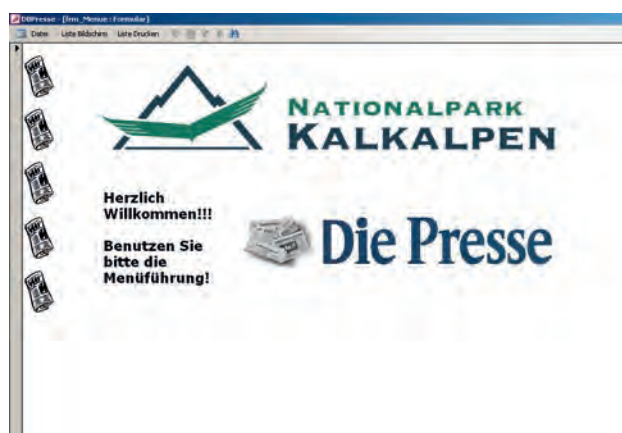 DBPresse - [frm_Menue : Formular]
Datei Liste Bildschirm Liste Drucken
NATIONALPARK
KALKALPEN
Herzlich
Willkommen!!!
Die Presse
Benutzen Sie
bitte die
Menüführung!